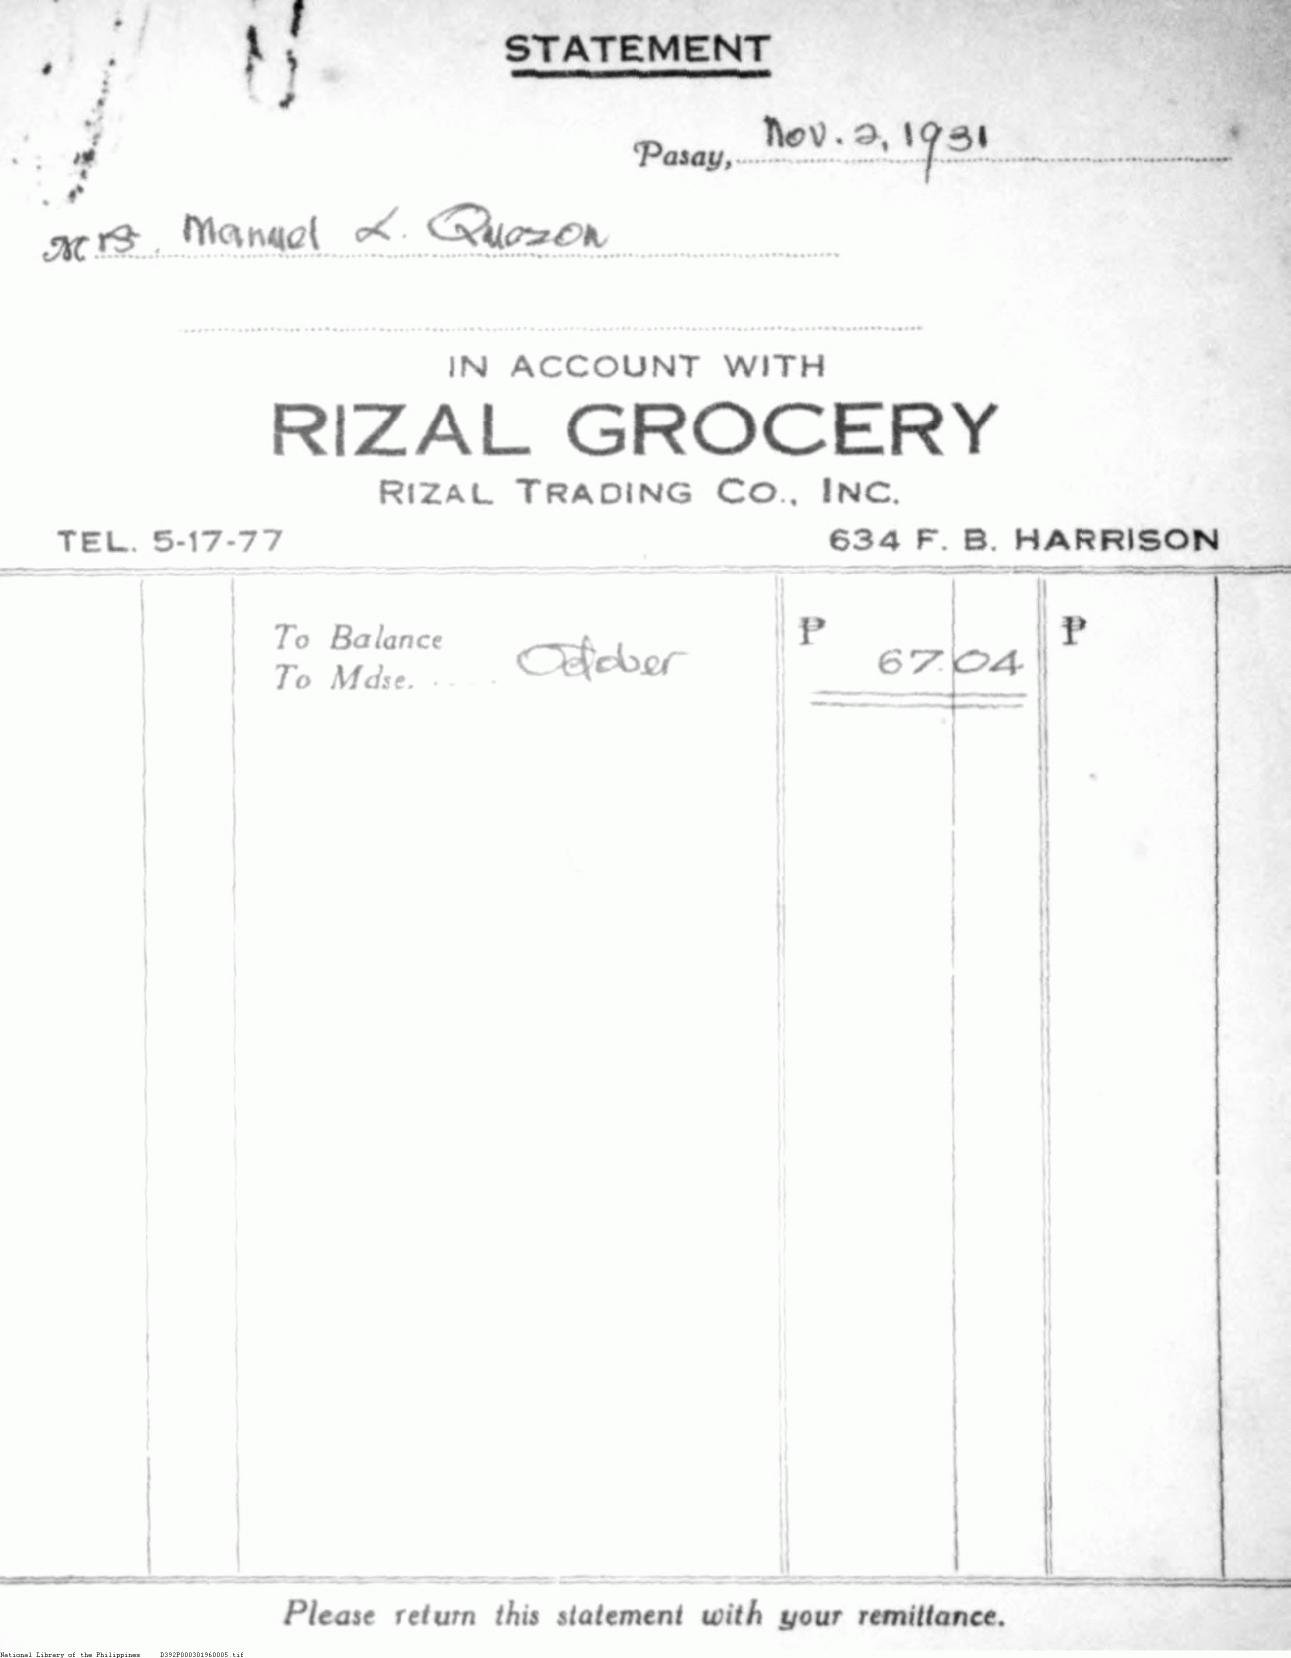 STATEMENT
Pasay, Nov. 2, 1931
Mrs. Manuel L. Quezon
IN ACCOUNT WITH
RIZAL GROCERY
RIZAL TRADING CO., INC.
TEL. 5-17-77 634 F. B. HARRISON
To Balance ₱ ₱
October 67.04
To Mdse.
Please return this statement with your remittance.
National Library of the Philippines D392P000301960005.tif